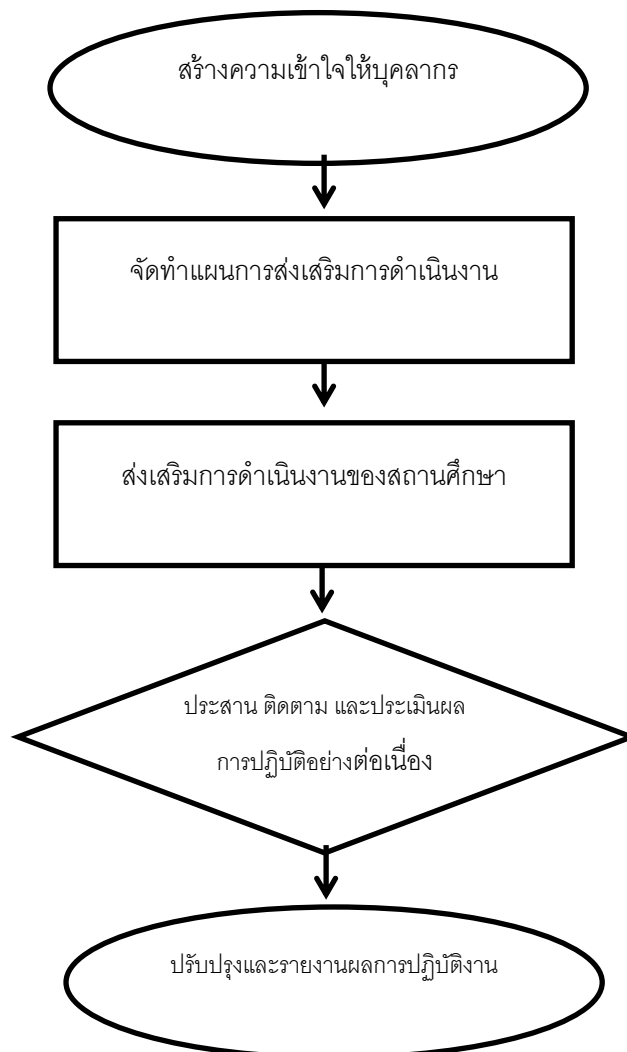 สร้างความเข้าใจให้บุคลากร
จัดทำแผนการส่งเสริมการดำเนินงาน
ส่งเสริมการดำเนินงานของสถานศึกษา
ประสาน ติดตาม และประเมินผล
การปฏิบัติอย่างต่อเนื่อง
ปรับปรุงและรายงานผลการปฏิบัติงาน